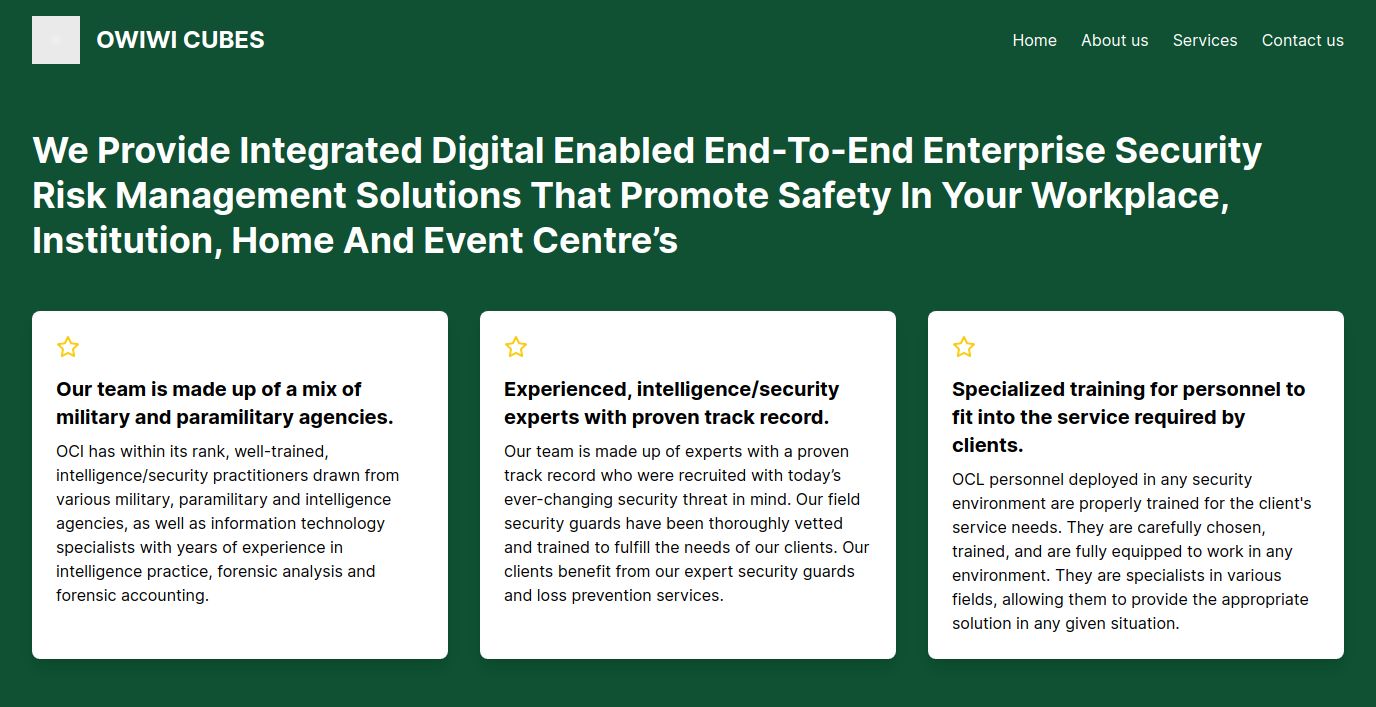 OWIWI CUBES
Home About us Services Contact us
We Provide Integrated Digital Enabled End-To-End Enterprise Security
Risk Management Solutions That Promote Safety In Your Workplace,
Institution, Home And Event Centre’s
Our team is made up of a mix of
military and paramilitary agencies.
OCI has within its rank, well-trained,
intelligence/security practitioners drawn from
various military, paramilitary and intelligence
agencies, as well as information technology
specialists with years of experience in
intelligence practice, forensic analysis and
forensic accounting.
Experienced, intelligence/security
experts with proven track record.
Our team is made up of experts with a proven
track record who were recruited with today’s
ever-changing security threat in mind. Our field
security guards have been thoroughly vetted
and trained to fulfill the needs of our clients. Our
clients benefit from our expert security guards
and loss prevention services.
Specialized training for personnel to
fit into the service required by
clients.
OCL personnel deployed in any security
environment are properly trained for the client's
service needs. They are carefully chosen,
trained, and are fully equipped to work in any
environment. They are specialists in various
fields, allowing them to provide the appropriate
solution in any given situation.